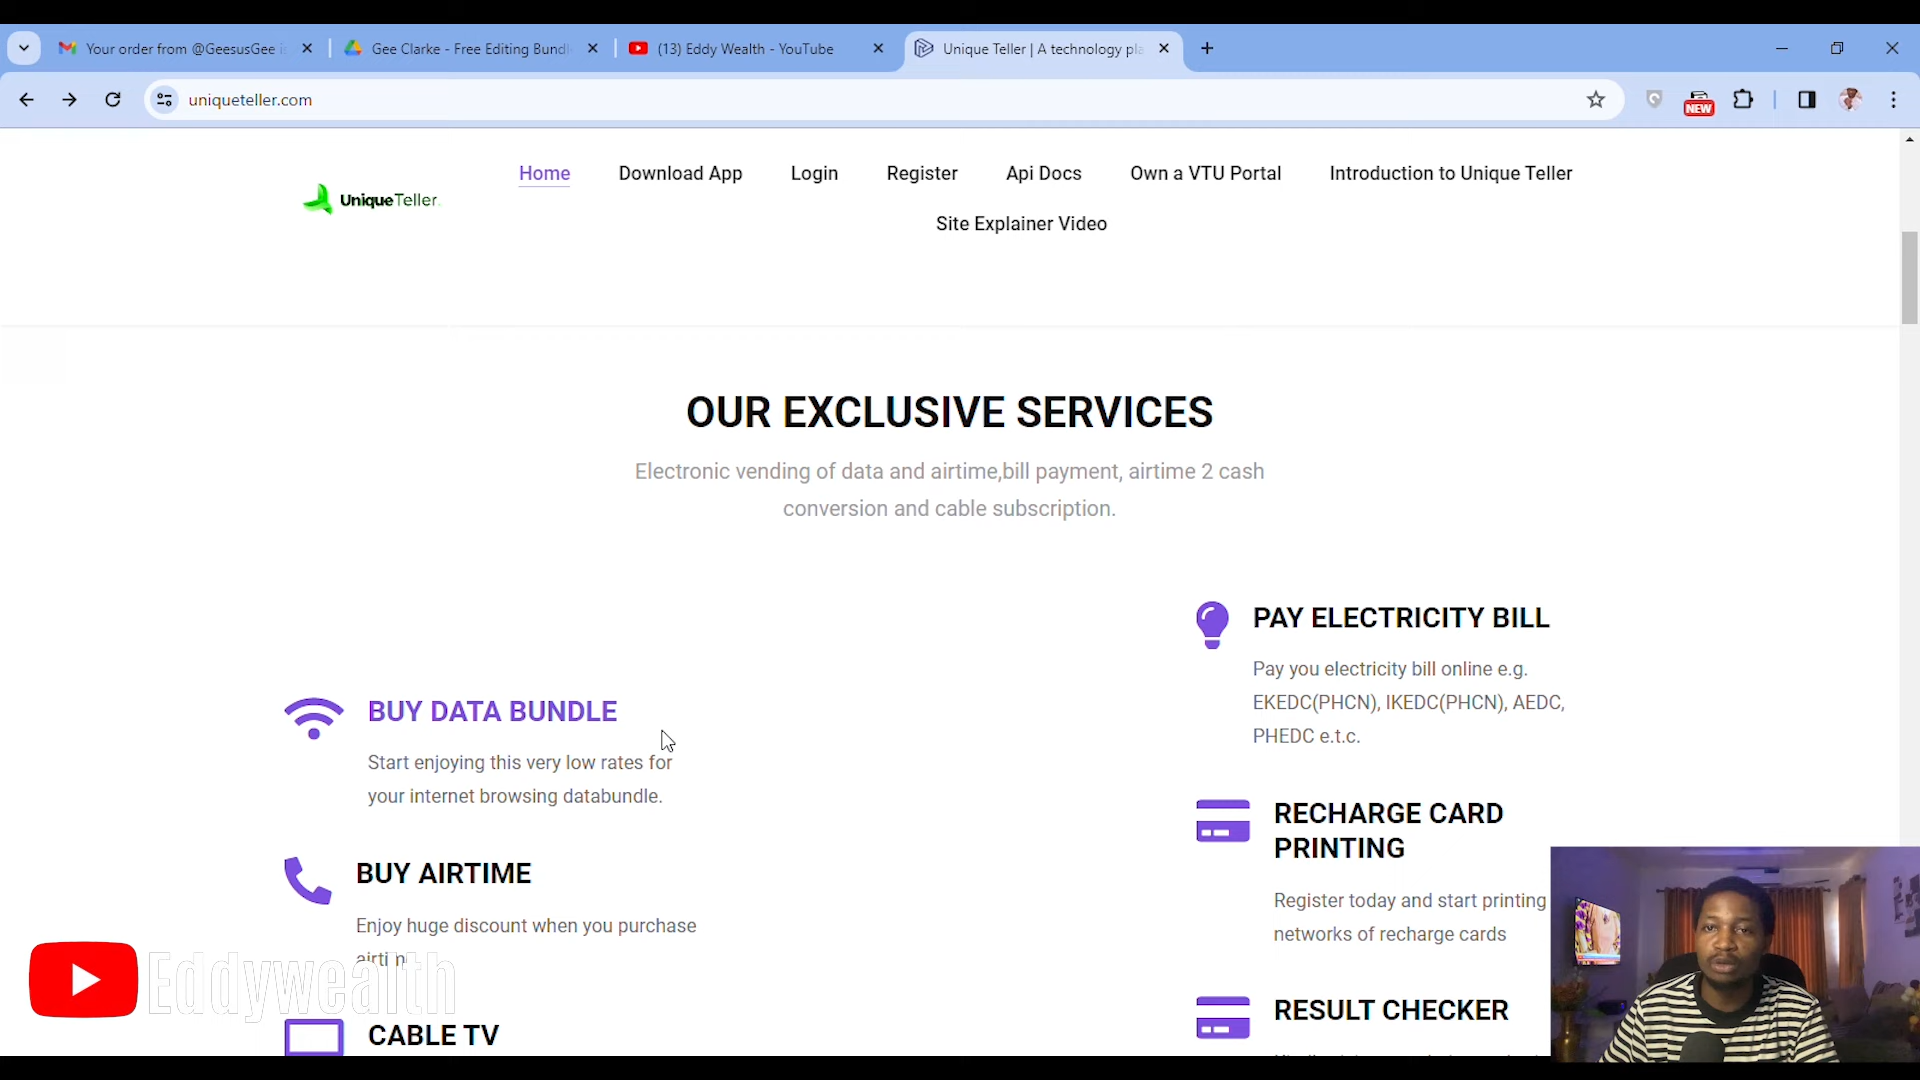 Your order from @GeesusGee i
Gee Clarke - Free Editing Bundl
(13) Eddy Wealth - YouTube
Unique Teller | A technology pla
uniqueteller.com
NEW
Home
Download App
Login
Register
Api Docs
Own a VTU Portal
Introduction to Unique Teller
UniqueTeller.
Site Explainer Video
OUR EXCLUSIVE SERVICES
Electronic vending of data and airtime,bill payment, airtime 2 cash
conversion and cable subscription.
BUY DATA BUNDLE
Start enjoying this very low rates for
your internet browsing databundle.
BUY AIRTIME
Enjoy huge discount when you purchase
CABLE TV
PAY ELECTRICITY BILL
Pay you electricity bill online e.g.
EKEDC(PHCN), IKEDC(PHCN), AEDC,
PHEDC e.t.c.
RECHARGE CARD
PRINTING
Register today and start printing
networks of recharge cards
RESULT CHECKER
Eddywealth